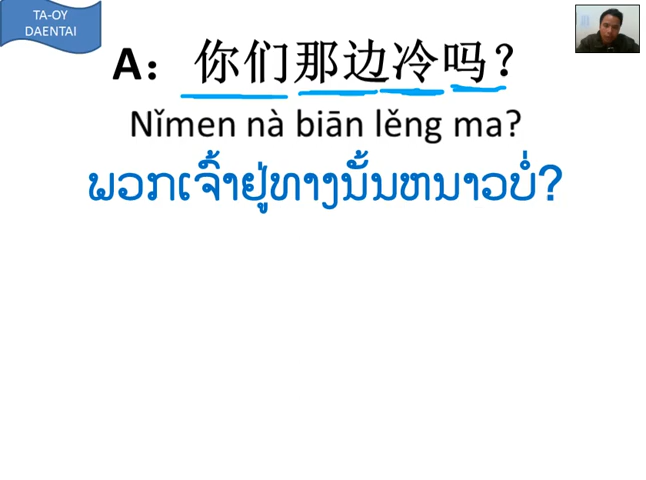 TA-OY
DAENTAI
A：你们那边冷吗？
Nǐmen nà biān lěng ma?
ພວກເຈົ້າຢູ່ທາງນັ້ນຫນາວບໍ່?